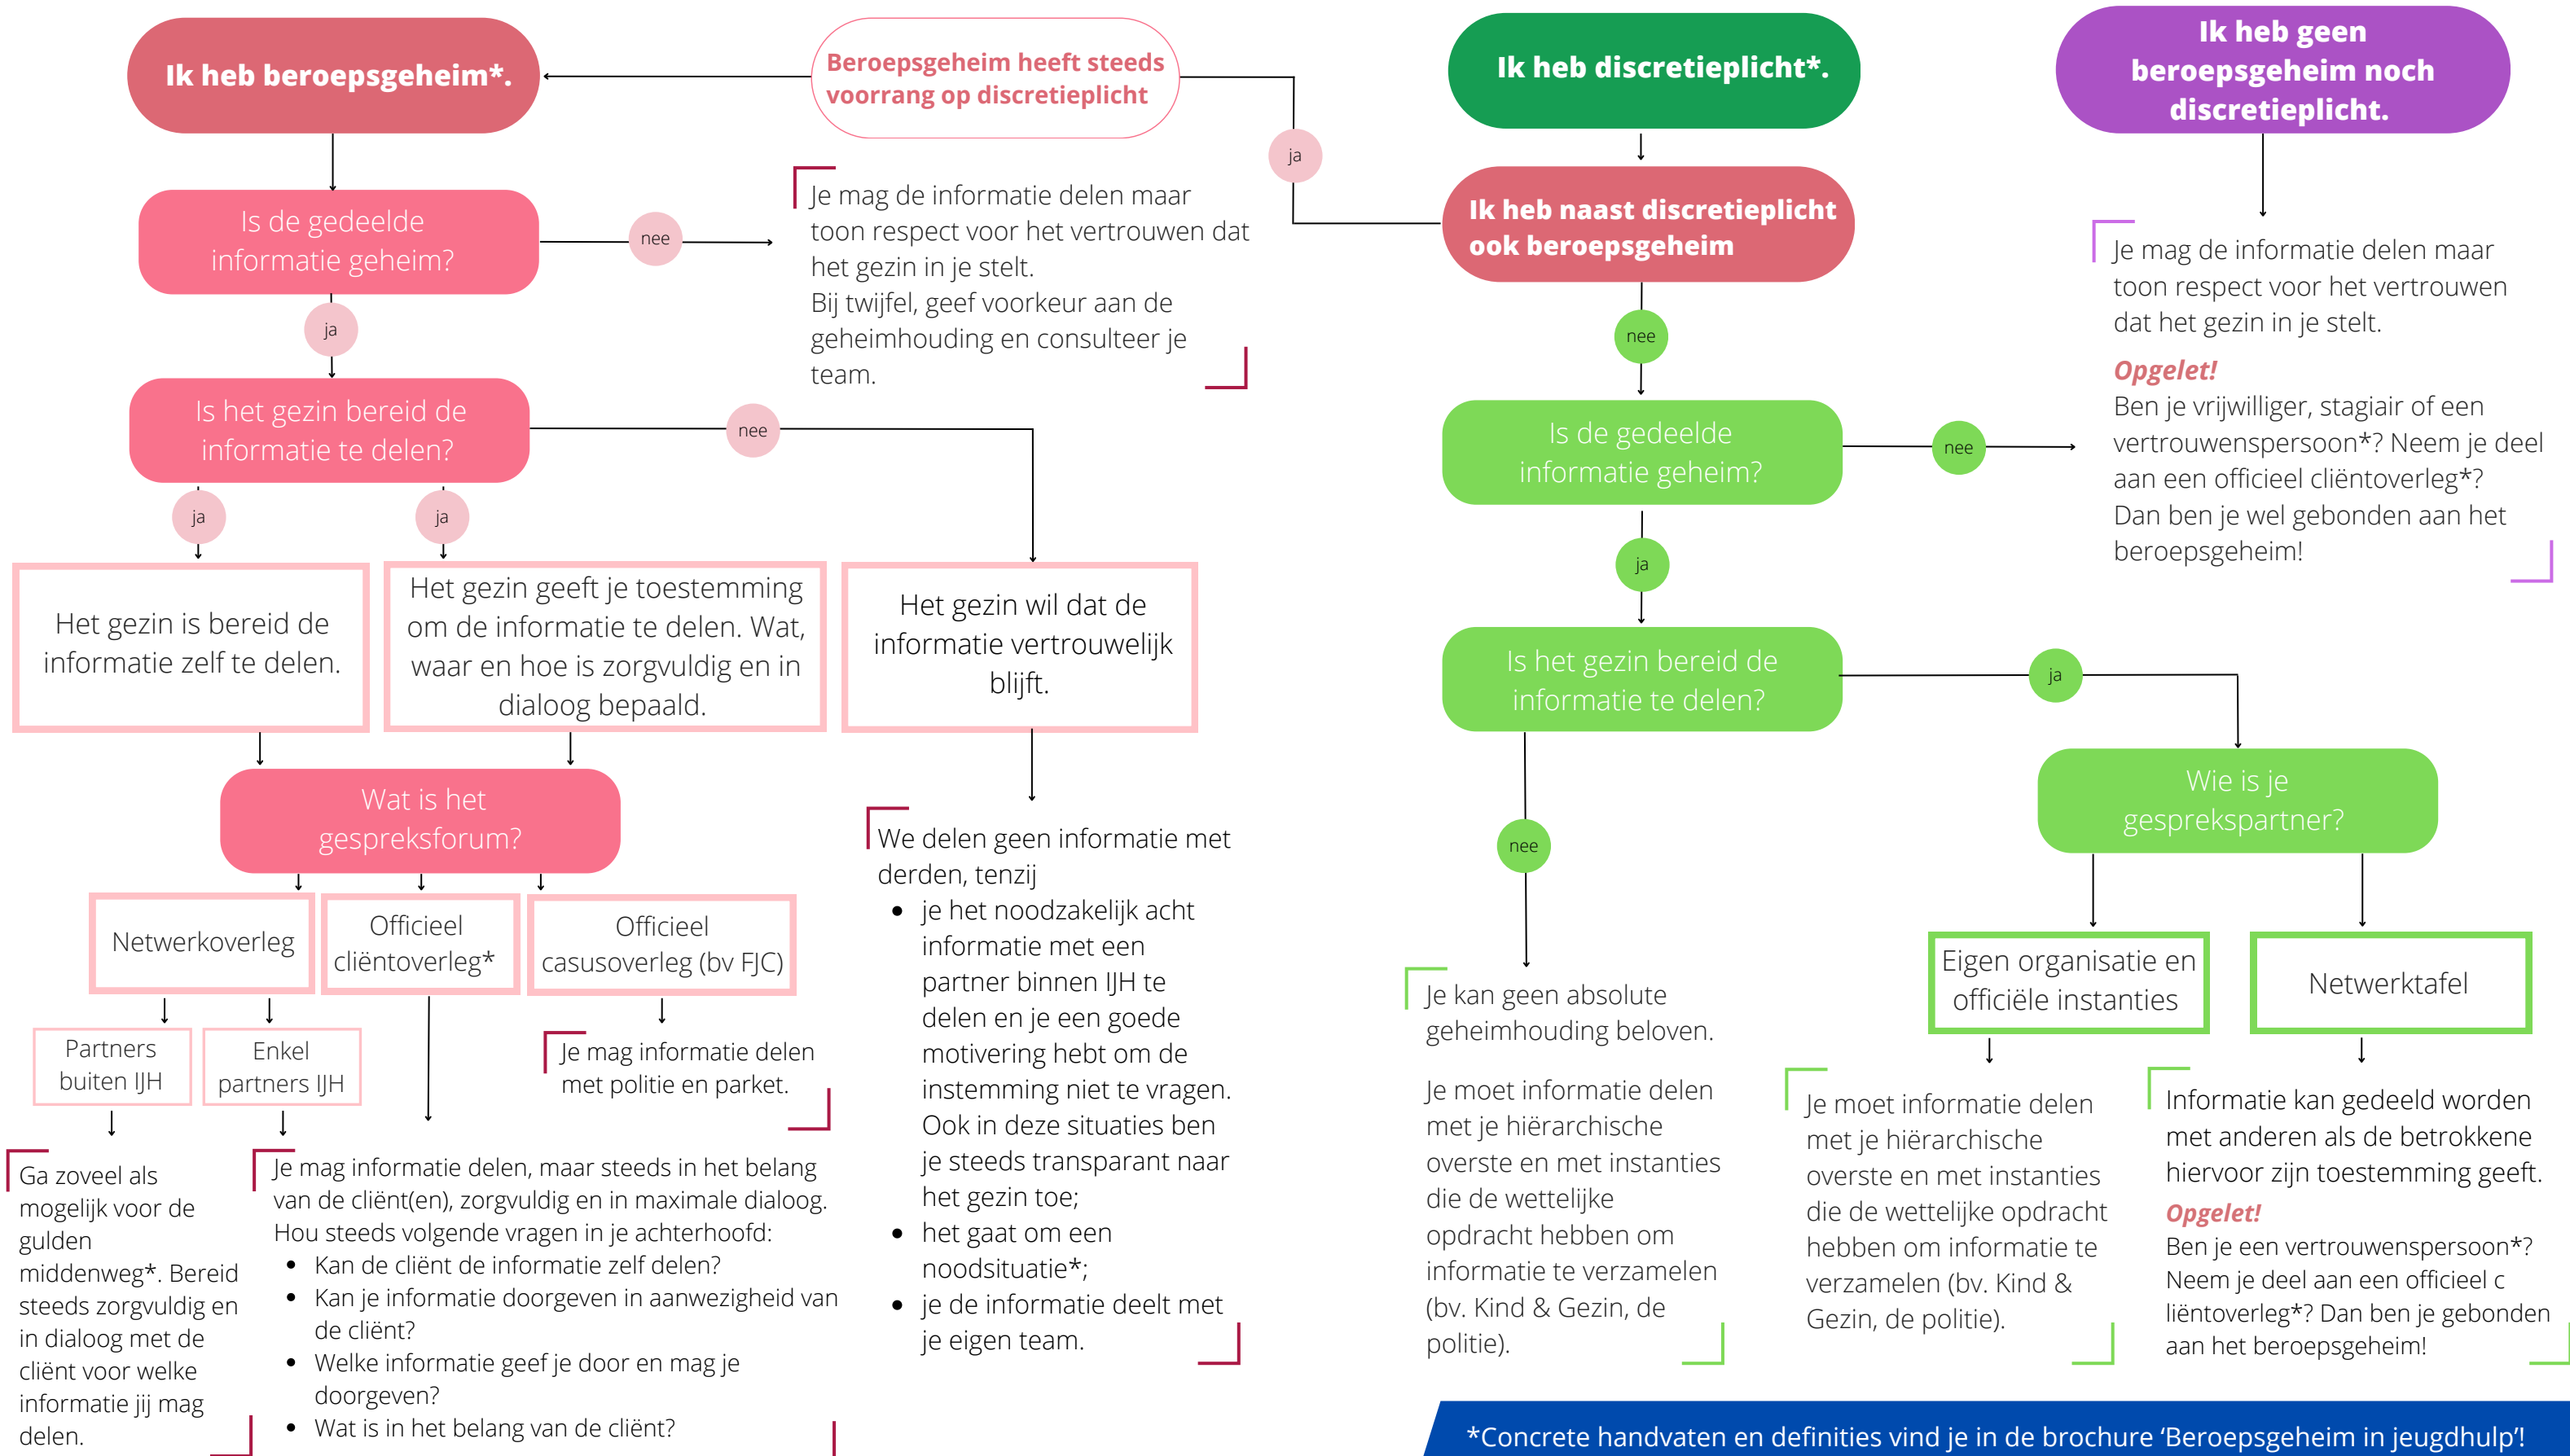 Ik heb beroepsgeheim*.
Beroepsgeheim heeft steeds
voorrang op discretieplicht
Is de gedeelde
informatie geheim?
nee
Je mag de informatie delen maar
toon respect voor het vertrouwen dat
het gezin in je stelt.
Bij twijfel, geef voorkeur aan de
geheimhouding en consulteer je
team.
ja
Is het gezin bereid de
informatie te delen?
nee
ja
ja
Het gezin is bereid de
informatie zelf te delen.
Het gezin geeft je toestemming
om de informatie te delen. Wat,
waar en hoe is zorgvuldig en in
dialoog bepaald.
Het gezin wil dat de
informatie vertrouwelijk
blijft.
Wat is het
gespreksforum?
Netwerkoverleg
Officieel
cliëntoverleg*
Officieel
casusoverleg (bv FJC)
Partners
buiten IJH
Enkel
partners IJH
Je mag informatie delen
met politie en parket.
Ga zoveel als
mogelijk voor de
gulden
middenweg*. Bereid
steeds zorgvuldig en
in dialoog met de
cliënt voor welke
informatie jij mag
delen.
Je mag informatie delen, maar steeds in het belang
van de cliënt(en), zorgvuldig en in maximale dialoog.
Hou steeds volgende vragen in je achterhoofd:
• Kan de cliënt de informatie zelf delen?
• Kan je informatie doorgeven in aanwezigheid van
de cliënt?
• Welke informatie geef je door en mag je
doorgeven?
• Wat is in het belang van de cliënt?
We delen geen informatie met
derden, tenzij
• je het noodzakelijk acht
informatie met een
partner binnen IJH te
delen en je een goede
motivering hebt om de
instemming niet te vragen.
Ook in deze situaties ben
je steeds transparant naar
het gezin toe;
• het gaat om een
noodsituatie*;
• je de informatie deelt met
je eigen team.
Ik heb discretieplicht*.
ja
Ik heb naast discretieplicht
ook beroepsgeheim
nee
Is de gedeelde
informatie geheim?
nee
ja
Is het gezin bereid de
informatie te delen?
ja
nee
Wie is je
gesprekspartner?
Eigen organisatie en
officiële instanties
Netwerktafel
Je kan geen absolute
geheimhouding beloven.
Je moet informatie delen
met je hiërarchische
overste en met instanties
die de wettelijke
opdracht hebben om
informatie te verzamelen
(bv. Kind & Gezin, de
politie).
Je moet informatie delen
met je hiërarchische
overste en met instanties
die de wettelijke opdracht
hebben om informatie te
verzamelen (bv. Kind &
Gezin, de politie).
Informatie kan gedeeld worden
met anderen als de betrokkene
hiervoor zijn toestemming geeft.
Opgelet!
Ben je een vertrouwenspersoon*?
Neem je deel aan een officieel c
liëntoverleg*? Dan ben je gebonden
aan het beroepsgeheim!
Ik heb geen
beroepsgeheim noch
discretieplicht.
Je mag de informatie delen maar
toon respect voor het vertrouwen
dat het gezin in je stelt.
Opgelet!
Ben je vrijwilliger, stagiair of een
vertrouwenspersoon*? Neem je deel
aan een officieel cliëntoverleg*?
Dan ben je wel gebonden aan het
beroepsgeheim!
*Concrete handvaten en definities vind je in de brochure ‘Beroepsgeheim in jeugdhulp’!